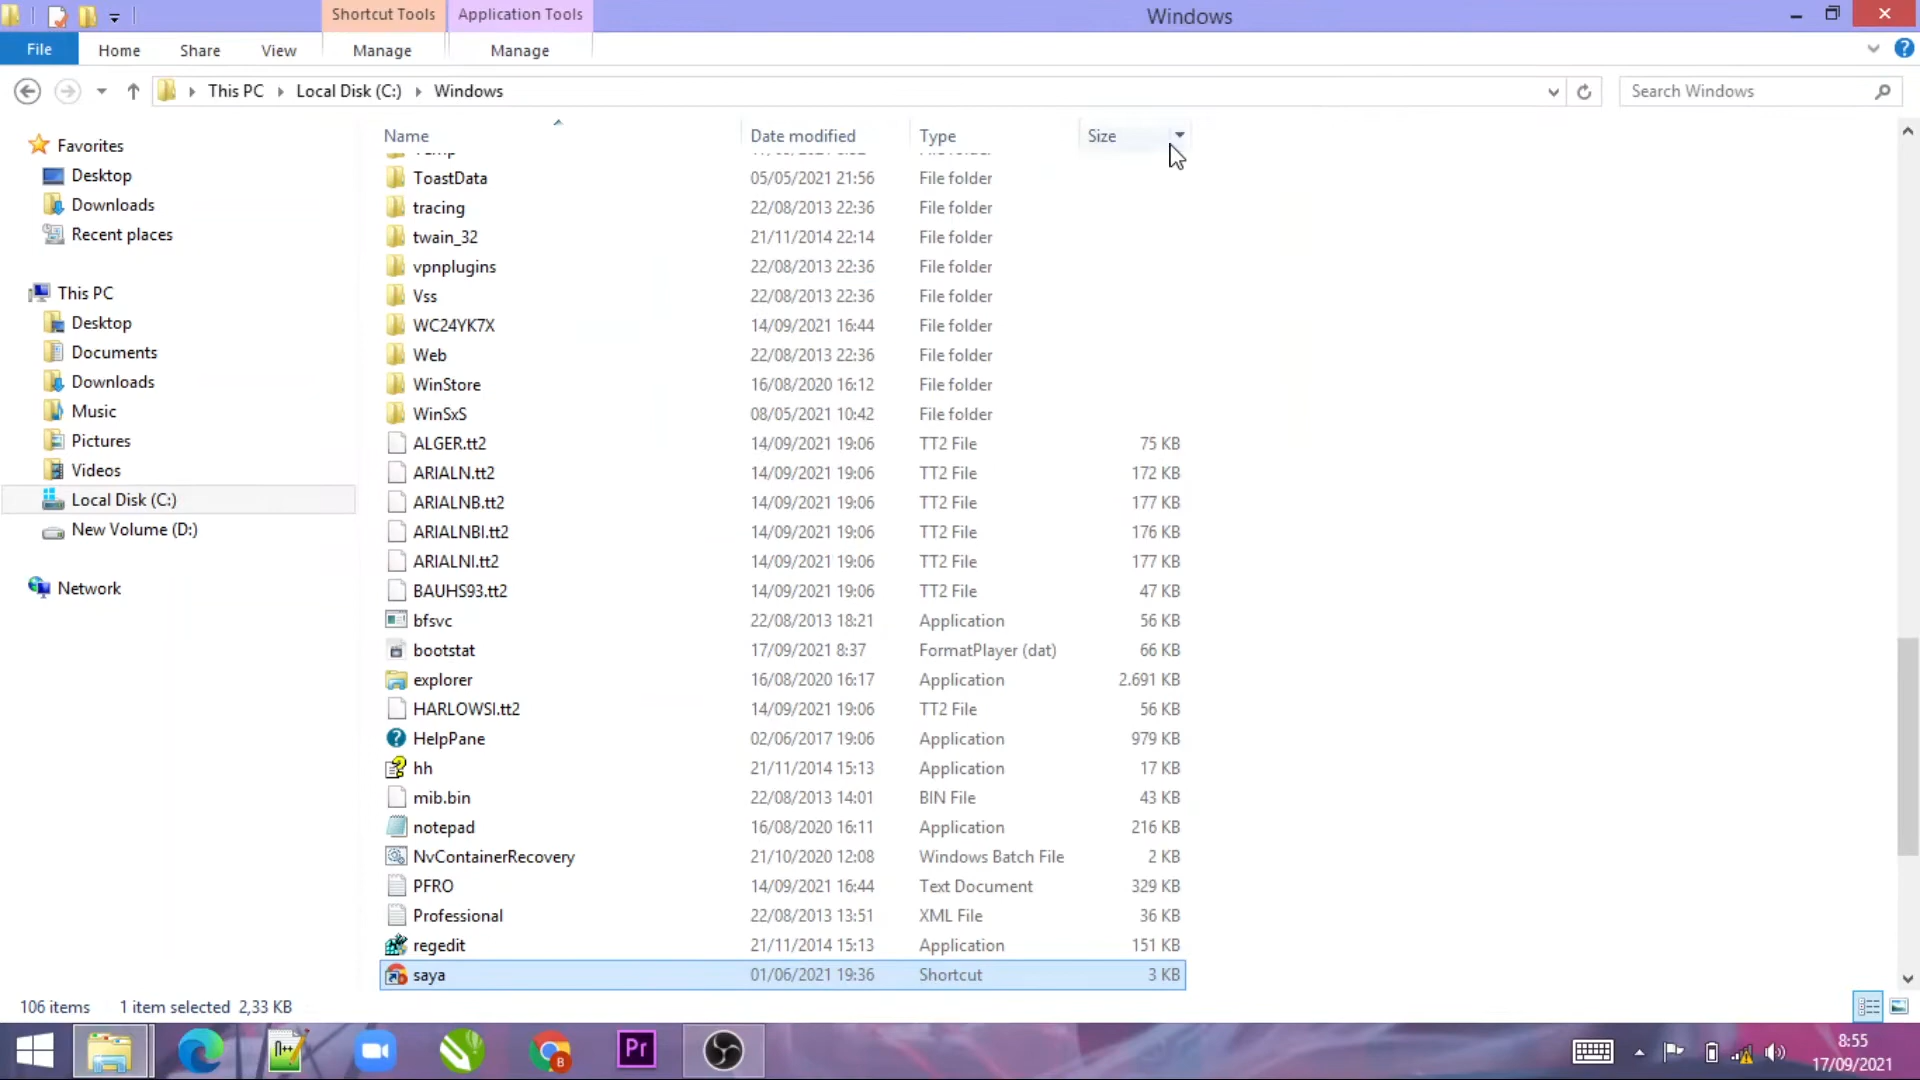 Shortcut Tools
Application Tools
Windows
File
Home
Share
View
Manage
Manage
This PC
Local Disk (C:)
Windows
Search Windows
Favorites
Desktop
Downloads
Recent places
This PC
Desktop
Documents
Downloads
Music
Pictures
Videos
Local Disk (C:)
New Volume (D:)
Network
Name Date modified Type Size
ToastData 05/05/2021 21:56 File folder
tracing 22/08/2013 22:36 File folder
twain_32 21/11/2014 22:14 File folder
vpnplugins 22/08/2013 22:36 File folder
Vss 22/08/2013 22:36 File folder
WC24YK7X 14/09/2021 16:44 File folder
Web 22/08/2013 22:36 File folder
WinStore 16/08/2020 16:12 File folder
WinSxS 08/05/2021 10:42 File folder
ALGER.tt2 14/09/2021 19:06 TT2 File 75 KB
ARIALN.tt2 14/09/2021 19:06 TT2 File 172 KB
ARIALNB.tt2 14/09/2021 19:06 TT2 File 177 KB
ARIALNBI.tt2 14/09/2021 19:06 TT2 File 176 KB
ARIALNI.tt2 14/09/2021 19:06 TT2 File 177 KB
BAUHS93.tt2 14/09/2021 19:06 TT2 File 47 KB
bfsvc 22/08/2013 18:21 Application 56 KB
bootstat 17/09/2021 8:37 FormatPlayer (dat) 66 KB
explorer 16/08/2020 16:17 Application 2.691 KB
HARLOWSI.tt2 14/09/2021 19:06 TT2 File 56 KB
HelpPane 02/06/2017 19:06 Application 979 KB
hh 21/11/2014 15:13 Application 17 KB
mib.bin 22/08/2013 14:01 BIN File 43 KB
notepad 16/08/2020 16:11 Application 216 KB
NvContainerRecovery 21/10/2020 12:08 Windows Batch File 2 KB
PFRO 14/09/2021 16:44 Text Document 329 KB
Professional 22/08/2013 13:51 XML File 36 KB
regedit 21/11/2014 15:13 Application 151 KB
saya 01/06/2021 19:36 Shortcut 3 KB
106 items 1 item selected 2,33 KB
Pr
8:55
17/09/2021